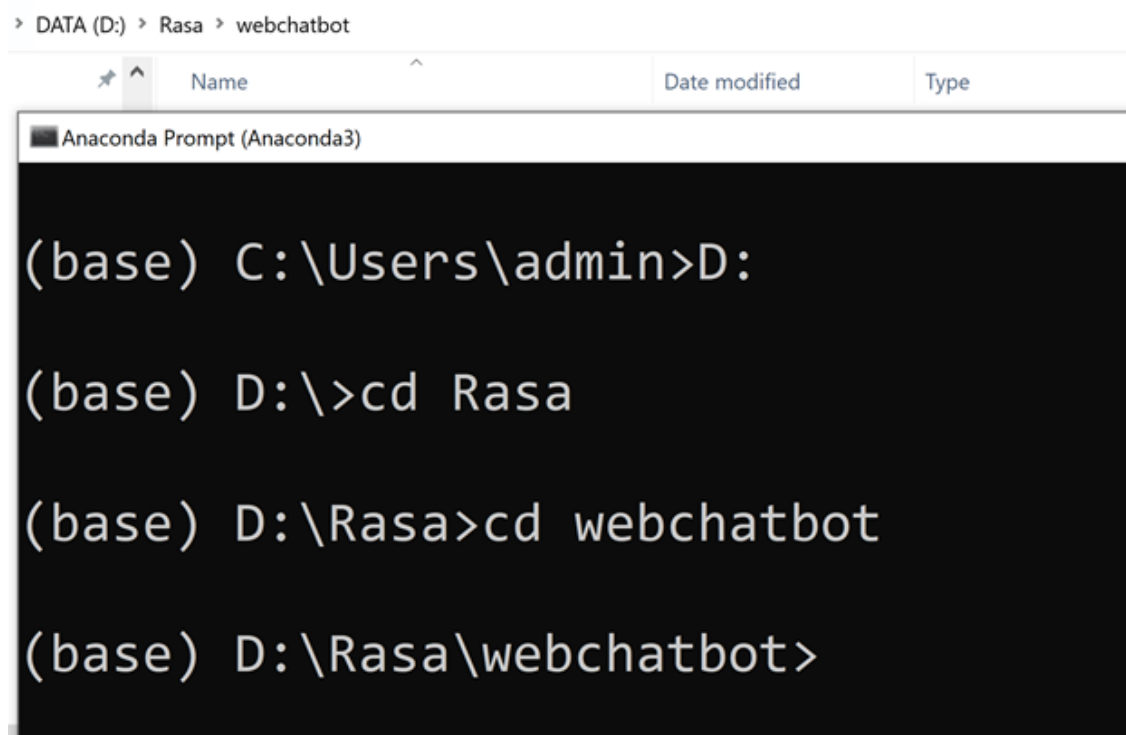 > DATA (D:) > Rasa > webchatbot
Name Date modified Type
Anaconda Prompt (Anaconda3)
(base) C:\Users\admin>D:
(base) D:\>cd Rasa
(base) D:\Rasa>cd webchatbot
(base) D:\Rasa\webchatbot>